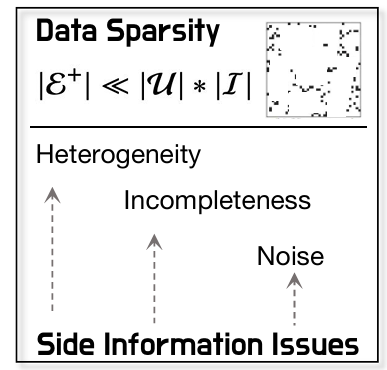 Data Sparsity
|ℰ⁺| ≪ |𝒰| ∗ |ℐ|
Heterogeneity
Incompleteness
Noise
Side Information Issues